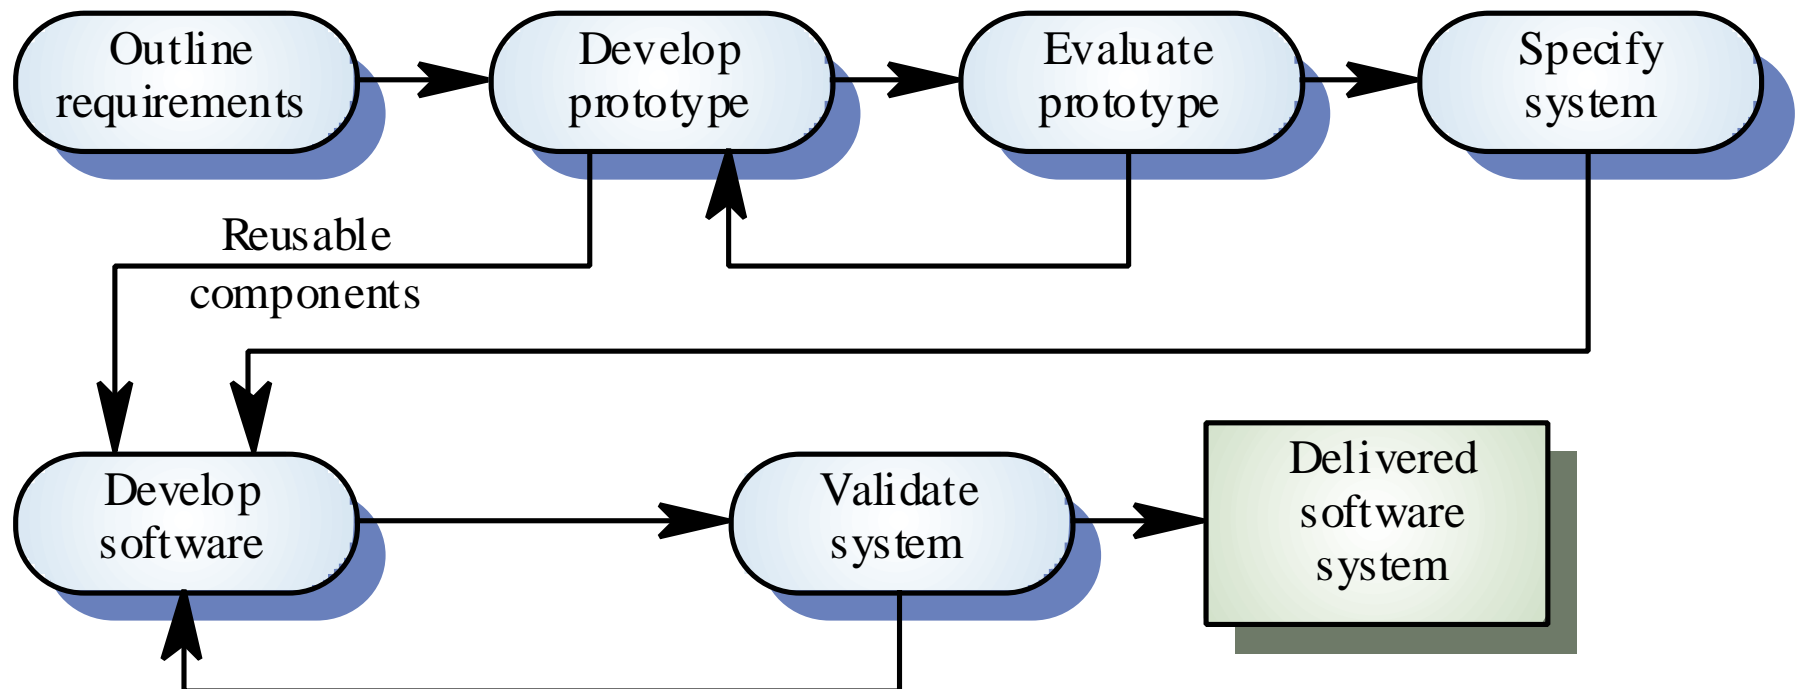 Outline
requirements
Develop
prototype
Evaluate
prototype
Specify
system
Reusable
components
Develop
software
Validate
system
Delivered
software
system